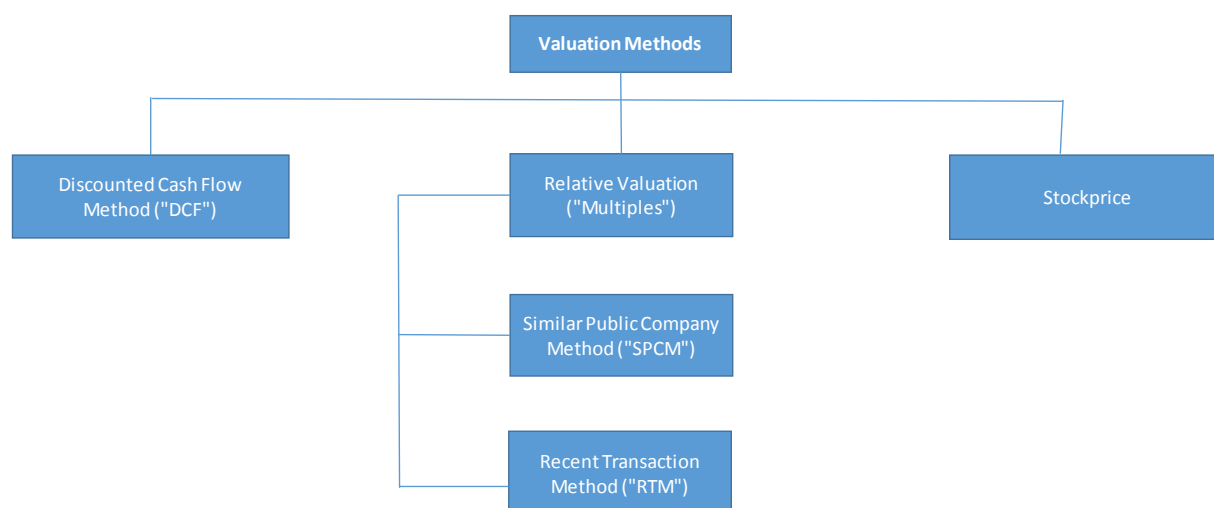 Valuation Methods
Discounted Cash Flow
Method ("DCF")
Relative Valuation
("Multiples")
Stockprice
Similar Public Company
Method ("SPCM")
Recent Transaction
Method ("RTM")